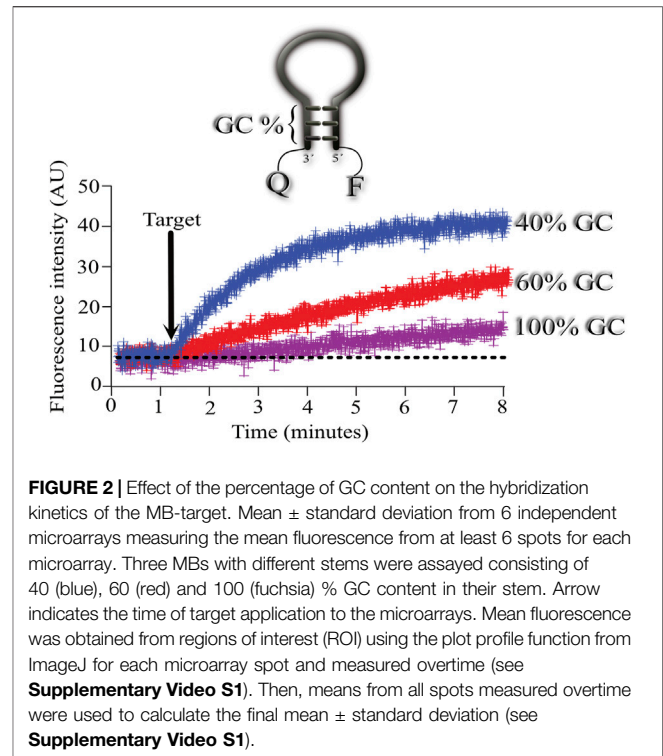 GC %
3´ 5´
Q F
Fluorescence intensity (AU)
50
40
30
20
10
0
Target
40% GC
60% GC
100% GC
0 1 2 3 4 5 6 7 8
Time (minutes)
FIGURE 2 | Effect of the percentage of GC content on the hybridization
kinetics of the MB-target. Mean ± standard deviation from 6 independent
microarrays measuring the mean fluorescence from at least 6 spots for each
microarray. Three MBs with different stems were assayed consisting of
40 (blue), 60 (red) and 100 (fuchsia) % GC content in their stem. Arrow
indicates the time of target application to the microarrays. Mean fluorescence
was obtained from regions of interest (ROI) using the plot profile function from
ImageJ for each microarray spot and measured overtime (see
Supplementary Video S1). Then, means from all spots measured overtime
were used to calculate the final mean ± standard deviation (see
Supplementary Video S1).